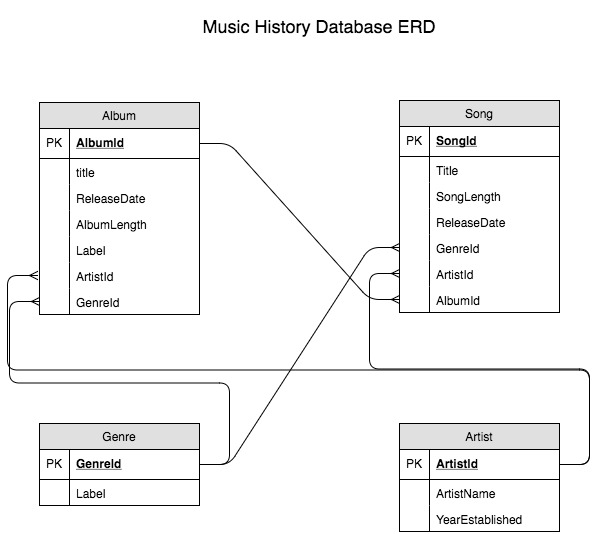 Music History Database ERD
Album
PK AlbumId
title
ReleaseDate
AlbumLength
Label
ArtistId
GenreId
Song
PK SongId
Title
SongLength
ReleaseDate
GenreId
ArtistId
AlbumId
Genre
PK GenreId
Label
Artist
PK ArtistId
ArtistName
YearEstablished